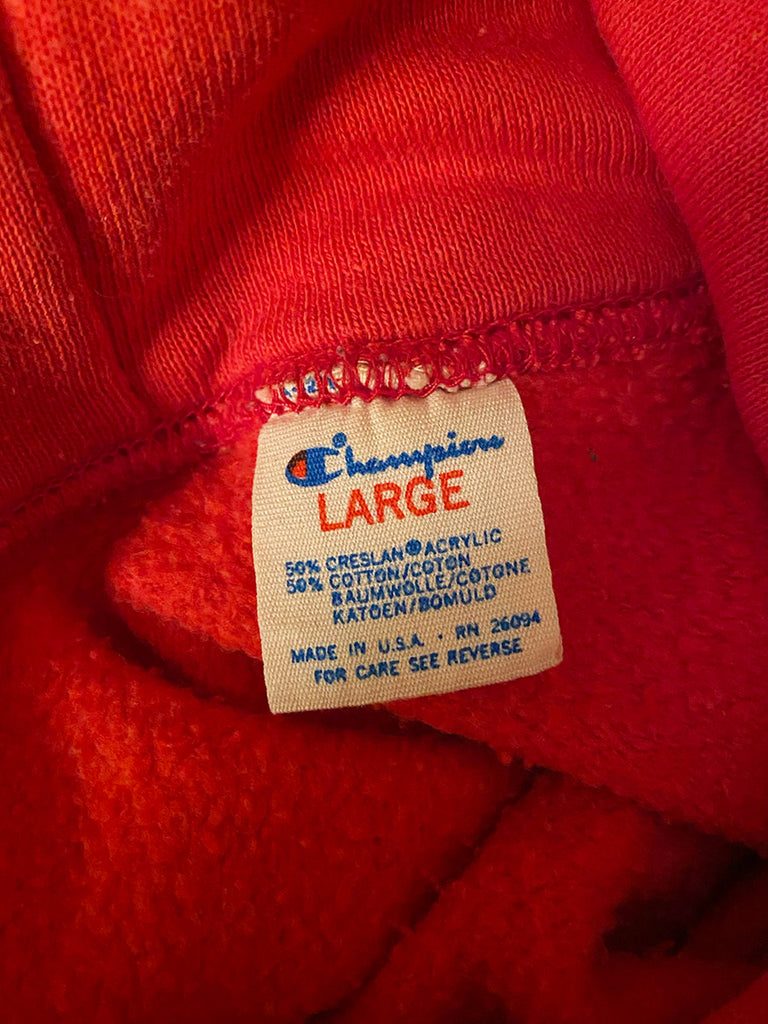 Champion®
LARGE
50% CRESLAN® ACRYLIC
50% COTTON/COTON
BAUMWOLLE/COTONE
KATOEN/BOMULD
MADE IN U.S.A. · RN 26094
FOR CARE SEE REVERSE